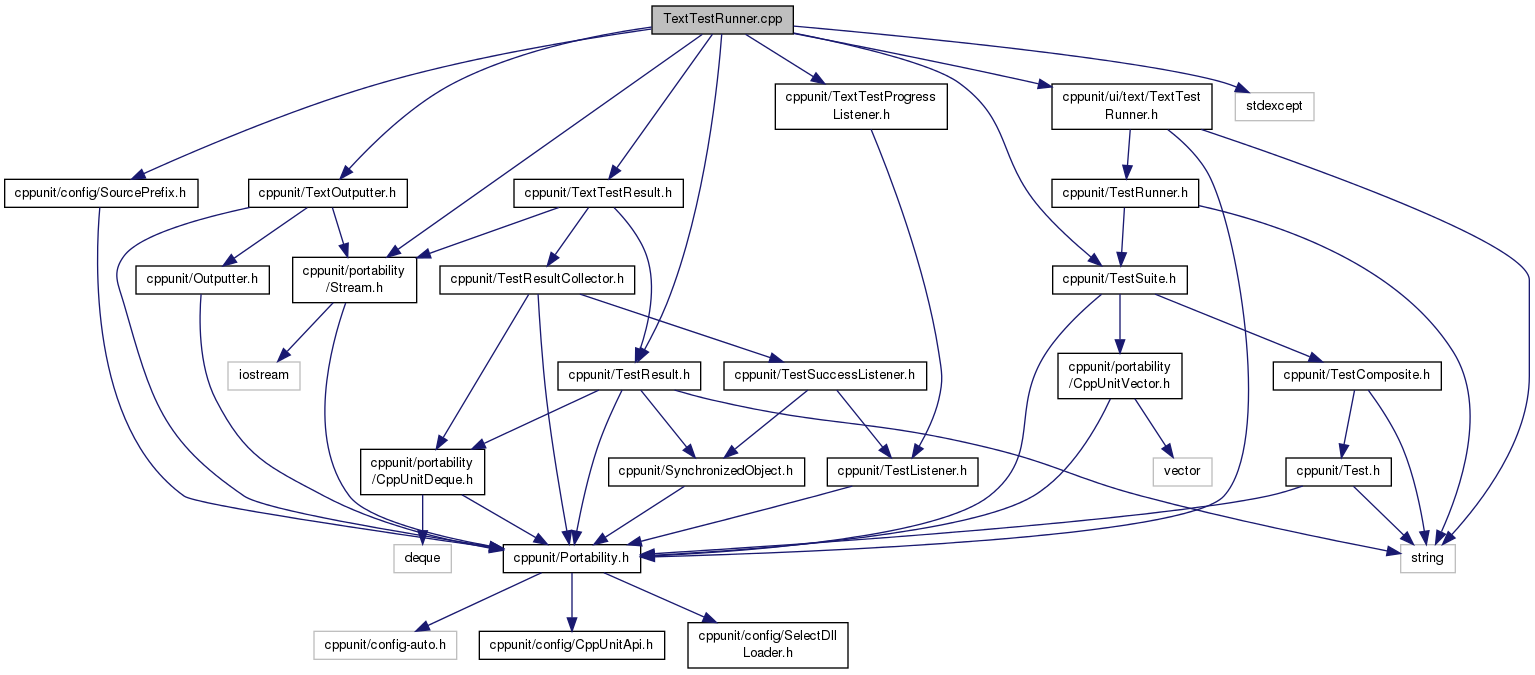 TextTestRunner.cpp
cppunit/TextTestProgress
Listener.h
cppunit/ui/text/TextTest
Runner.h
stdexcept
cppunit/config/SourcePrefix.h
cppunit/TextOutputter.h
cppunit/TextTestResult.h
cppunit/TestRunner.h
cppunit/Outputter.h
cppunit/portability
/Stream.h
cppunit/TestResultCollector.h
cppunit/TestSuite.h
iostream
cppunit/TestResult.h
cppunit/TestSuccessListener.h
cppunit/portability
/CppUnitVector.h
cppunit/TestComposite.h
cppunit/portability
/CppUnitDeque.h
cppunit/SynchronizedObject.h
cppunit/TestListener.h
vector
cppunit/Test.h
deque
cppunit/Portability.h
string
cppunit/config-auto.h
cppunit/config/CppUnitApi.h
cppunit/config/SelectDll
Loader.h